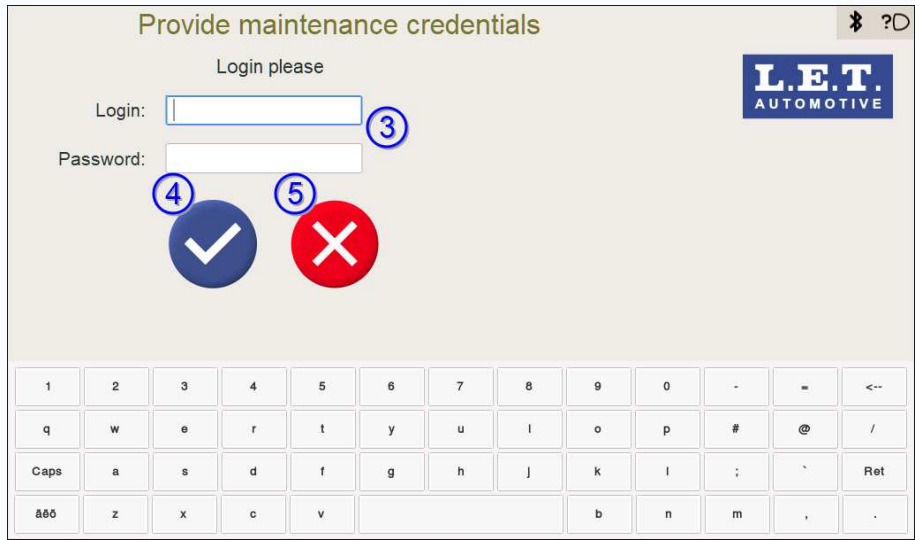 Provide maintenance credentials
?
Login please
L.E.T.
AUTOMOTIVE
Login:
3
Password:
4 5
1 2 3 4 5 6 7 8 9 0 - = <--
q w e r t y u i o p # @ /
Caps a s d f g h j k l ; ` Ret
äēō z x c v b n m , .